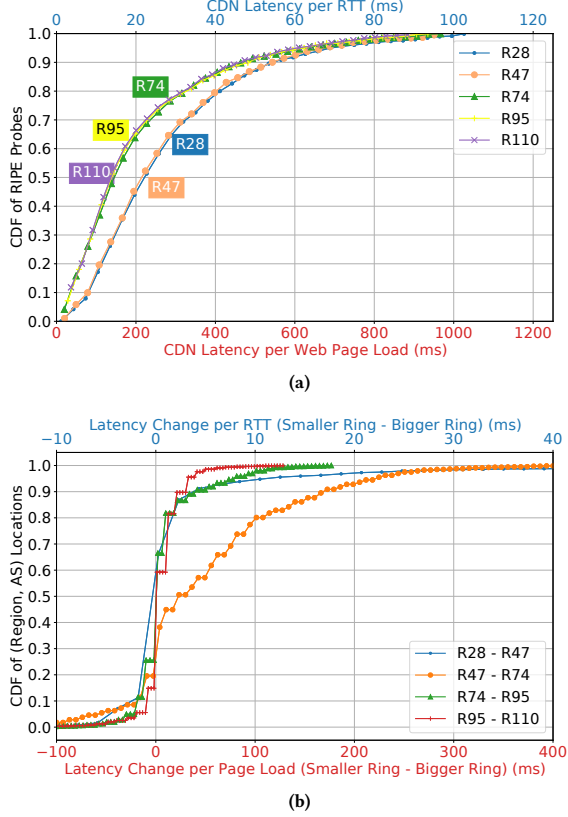 CDN Latency per RTT (ms)
0 20 40 60 80 100 120
1.0
0.9
0.8
0.7
0.6
0.5
0.4
0.3
0.2
0.1
0.0
CDF of RIPE Probes
R28
R47
R74
R95
R110
R74
R95
R28
R110
R47
0 200 400 600 800 1000 1200
CDN Latency per Web Page Load (ms)
(a)
Latency Change per RTT (Smaller Ring - Bigger Ring) (ms)
−10 0 10 20 30 40
1.0
0.9
0.8
0.7
0.6
0.5
0.4
0.3
0.2
0.1
0.0
CDF of (Region, AS) Locations
R28 - R47
R47 - R74
R74 - R95
R95 - R110
−100 0 100 200 300 400
Latency Change per Page Load (Smaller Ring - Bigger Ring) (ms)
(b)